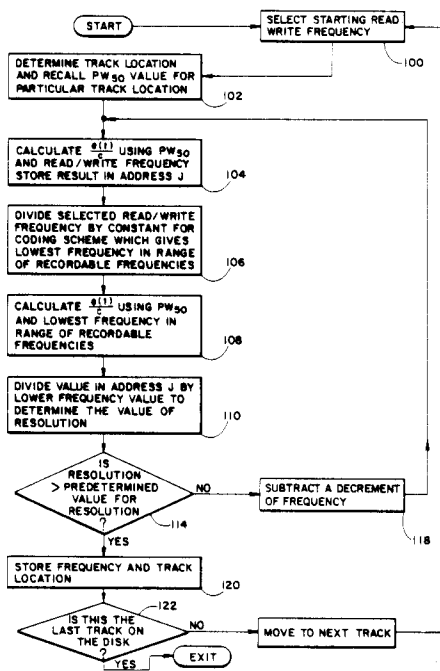 START
SELECT STARTING READ
WRITE FREQUENCY
100
DETERMINE TRACK LOCATION
AND RECALL PW50 VALUE FOR
PARTICULAR TRACK LOCATION
102
CALCULATE e(t)/c USING PW50
AND READ/WRITE FREQUENCY
STORE RESULT IN ADDRESS J
104
DIVIDE SELECTED READ/WRITE
FREQUENCY BY CONSTANT FOR
CODING SCHEME WHICH GIVES
LOWEST FREQUENCY IN RANGE
OF RECORDABLE FREQUENCIES
106
CALCULATE e(t)/c USING PW50
AND LOWEST FREQUENCY IN
RANGE OF RECORDABLE
FREQUENCIES
108
DIVIDE VALUE IN ADDRESS J BY
LOWER FREQUENCY VALUE TO
DETERMINE THE VALUE OF
RESOLUTION
110
IS
RESOLUTION
> PREDETERMINED
VALUE FOR
RESOLUTION
?
114
NO
SUBTRACT A DECREMENT
OF FREQUENCY
118
YES
STORE FREQUENCY AND TRACK
LOCATION
120
122
IS THIS THE
LAST TRACK ON
THE DISK
?
NO
MOVE TO NEXT TRACK
YES
EXIT